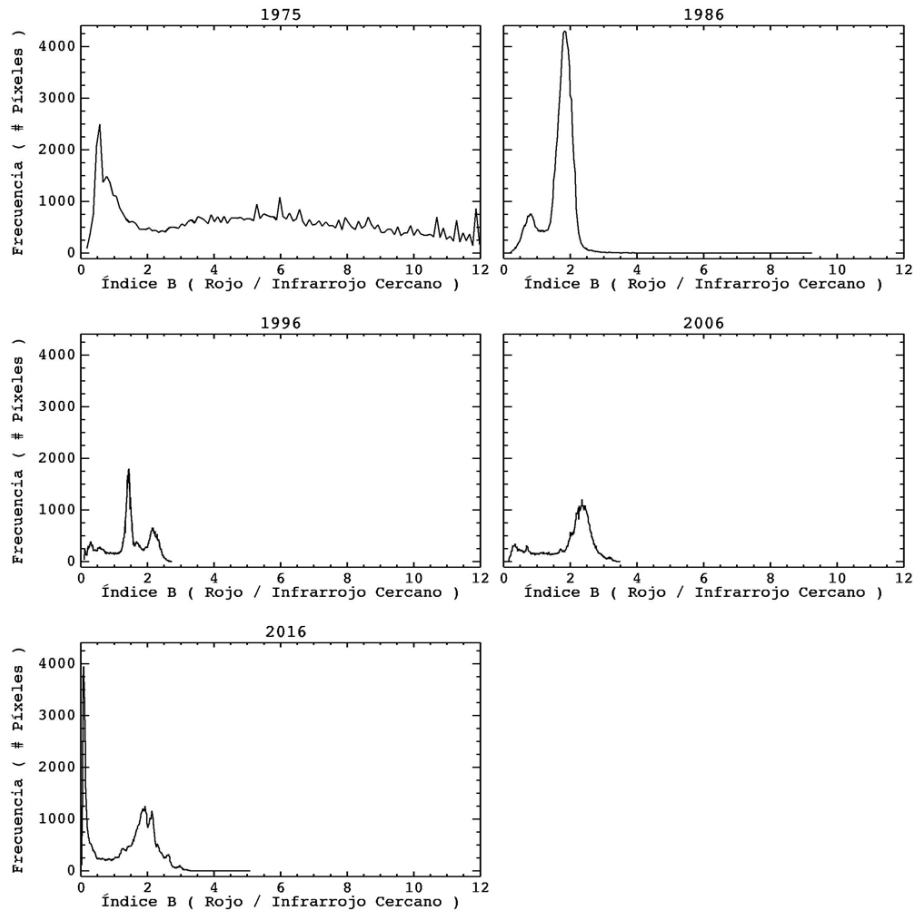 1975
1986
Frecuencia ( # Píxeles )
4000
3000
2000
1000
0
0 2 4 6 8 10 12
Índice B ( Rojo / Infrarrojo Cercano )
0 2 4 6 8 10 12
Índice B ( Rojo / Infrarrojo Cercano )
1996
2006
Frecuencia ( # Píxeles )
4000
3000
2000
1000
0
0 2 4 6 8 10 12
Índice B ( Rojo / Infrarrojo Cercano )
0 2 4 6 8 10 12
Índice B ( Rojo / Infrarrojo Cercano )
2016
Frecuencia ( # Píxeles )
4000
3000
2000
1000
0
0 2 4 6 8 10 12
Índice B ( Rojo / Infrarrojo Cercano )